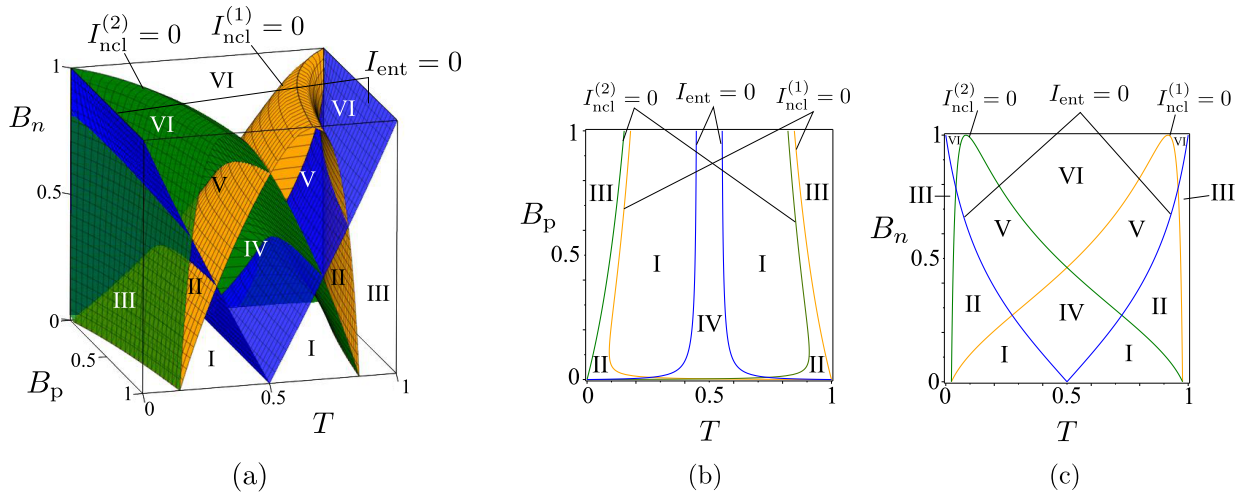 I_ncl^(2) = 0
I_ncl^(1) = 0
I_ent = 0
1
VI
VI
VI
B_n
V
V
0.5
IV
III
II
II
III
I
I
0
0.5
B_p
1
0
0.5
1
T
(a)
I_ncl^(2) = 0
I_ent = 0
I_ncl^(1) = 0
1
III
III
B_p
I
I
0.5
IV
II
II
0
0
0.5
1
T
(b)
I_ncl^(2) = 0
I_ent = 0
I_ncl^(1) = 0
1
VI
VI
VI
III
III
V
V
B_n
0.5
II
IV
II
I
I
0
0
0.5
1
T
(c)